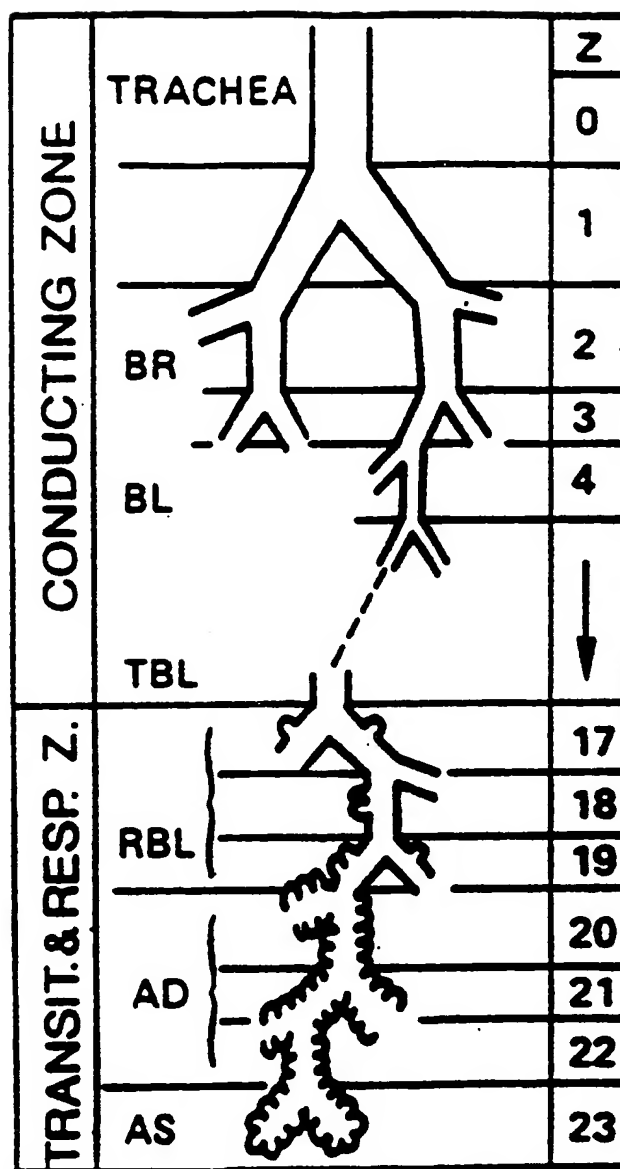 CONDUCTING ZONE
TRANSIT.& RESP. Z.
Z
TRACHEA
0
1
BR
2
3
BL
4
TBL
17
18
RBL
19
20
AD
21
22
AS
23